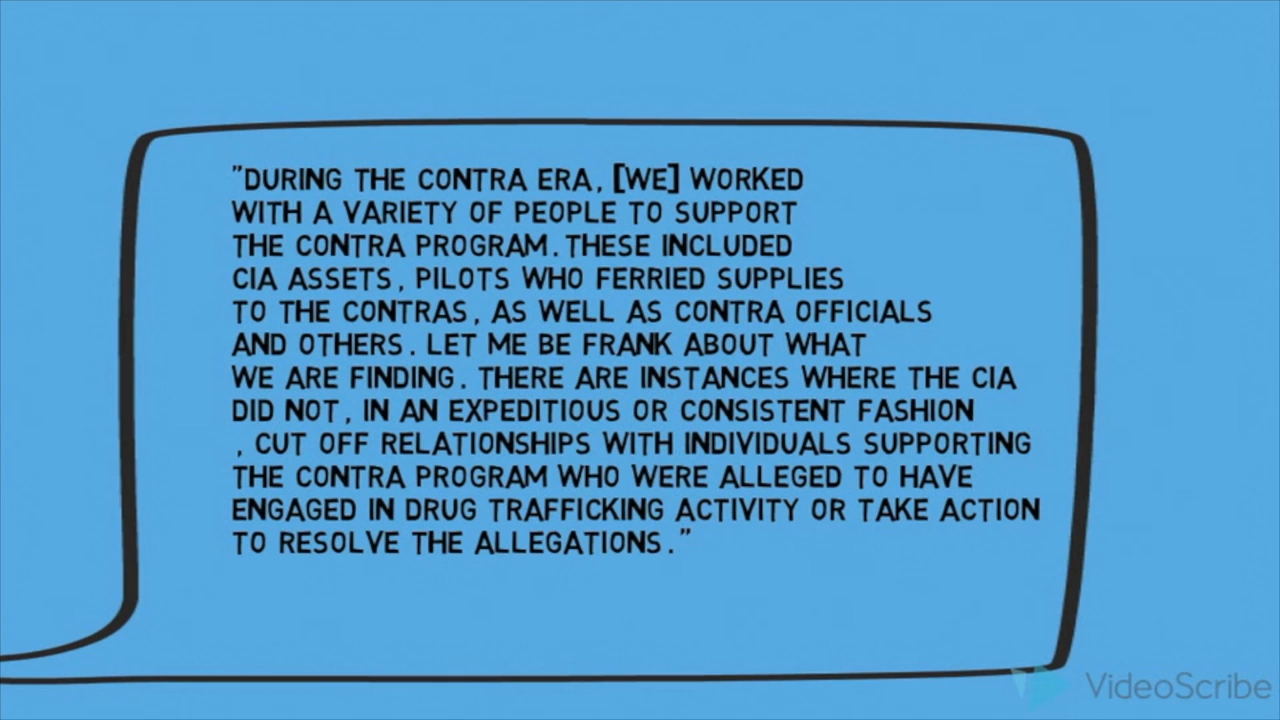 "DURING THE CONTRA ERA, [WE] WORKED
WITH A VARIETY OF PEOPLE TO SUPPORT
THE CONTRA PROGRAM. THESE INCLUDED
CIA ASSETS, PILOTS WHO FERRIED SUPPLIES
TO THE CONTRAS, AS WELL AS CONTRA OFFICIALS
AND OTHERS. LET ME BE FRANK ABOUT WHAT
WE ARE FINDING. THERE ARE INSTANCES WHERE THE CIA
DID NOT, IN AN EXPEDITIOUS OR CONSISTENT FASHION
, CUT OFF RELATIONSHIPS WITH INDIVIDUALS SUPPORTING
THE CONTRA PROGRAM WHO WERE ALLEGED TO HAVE
ENGAGED IN DRUG TRAFFICKING ACTIVITY OR TAKE ACTION
TO RESOLVE THE ALLEGATIONS."
VideoScribe